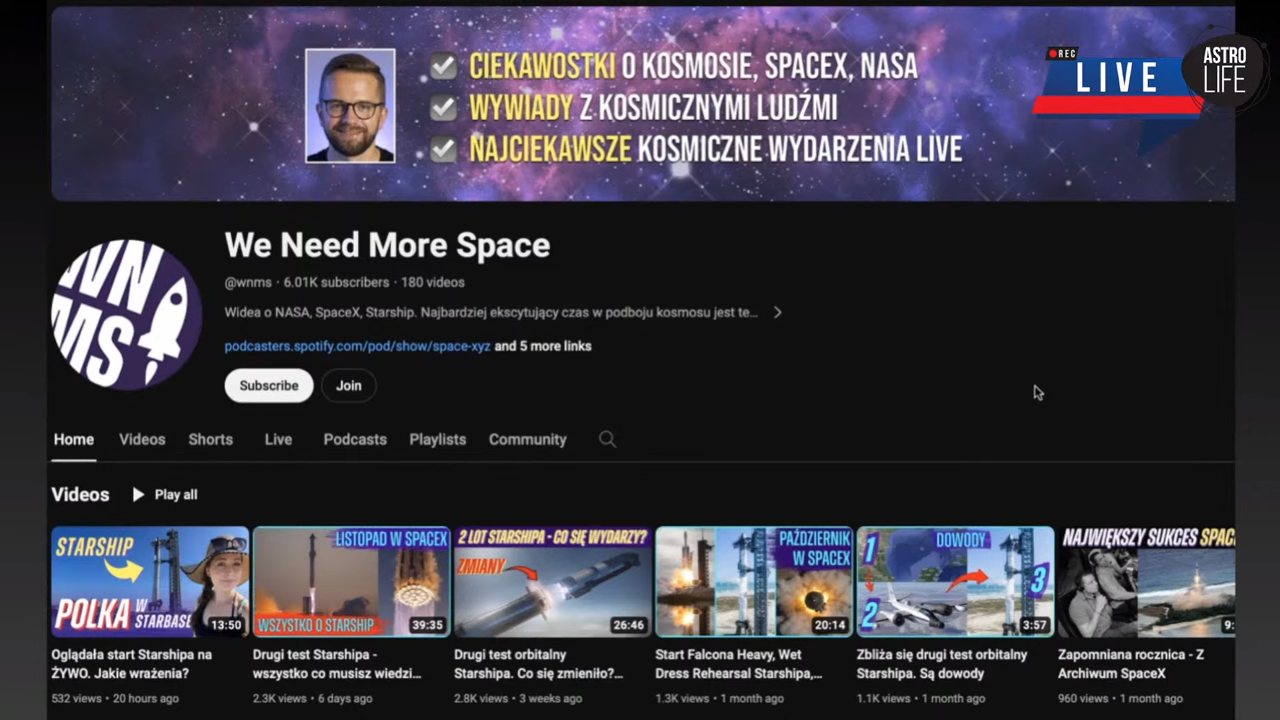 CIEKAWOSTKI O KOSMOSIE, SPACEX, NASA
WYWIADY Z KOSMICZNYMI LUDŹMI
NAJCIEKAWSZE KOSMICZNE WYDARZENIA LIVE
REC
LIVE
ASTRO
LIFE
WN
MS
We Need More Space
@wnms · 6.01K subscribers · 180 videos
Widea o NASA, SpaceX, Starship. Najbardziej ekscytujący czas w podboju kosmosu jest te...
podcasters.spotify.com/pod/show/space-xyz and 5 more links
Subscribe Join
Home Videos Shorts Live Podcasts Playlists Community
Videos Play all
STARSHIP
POLKA W STARBASE
13:50
LISTOPAD W SPACEX
WSZYSTKO O STARSHIP
39:35
2 LOT STARSHIPA - CO SIĘ WYDARZY?
ZMIANY
26:46
PAŹDZIERNIK
W SPACEX
20:14
1
DOWODY
2
3
3:57
NAJWIĘKSZY SUKCES SPAC
9:
Oglądała start Starshipa na
ŻYWO. Jakie wrażenia?
532 views • 20 hours ago
Drugi test Starshipa -
wszystko co musisz wiedzi...
2.3K views • 6 days ago
Drugi test orbitalny
Starshipa. Co się zmieniło?...
2.8K views • 3 weeks ago
Start Falcona Heavy, Wet
Dress Rehearsal Starshipa,...
1.3K views • 1 month ago
Zbliża się drugi test orbitalny
Starshipa. Są dowody
1.1K views • 1 month ago
Zapomniana rocznica - Z
Archiwum SpaceX
960 views • 1 month ago